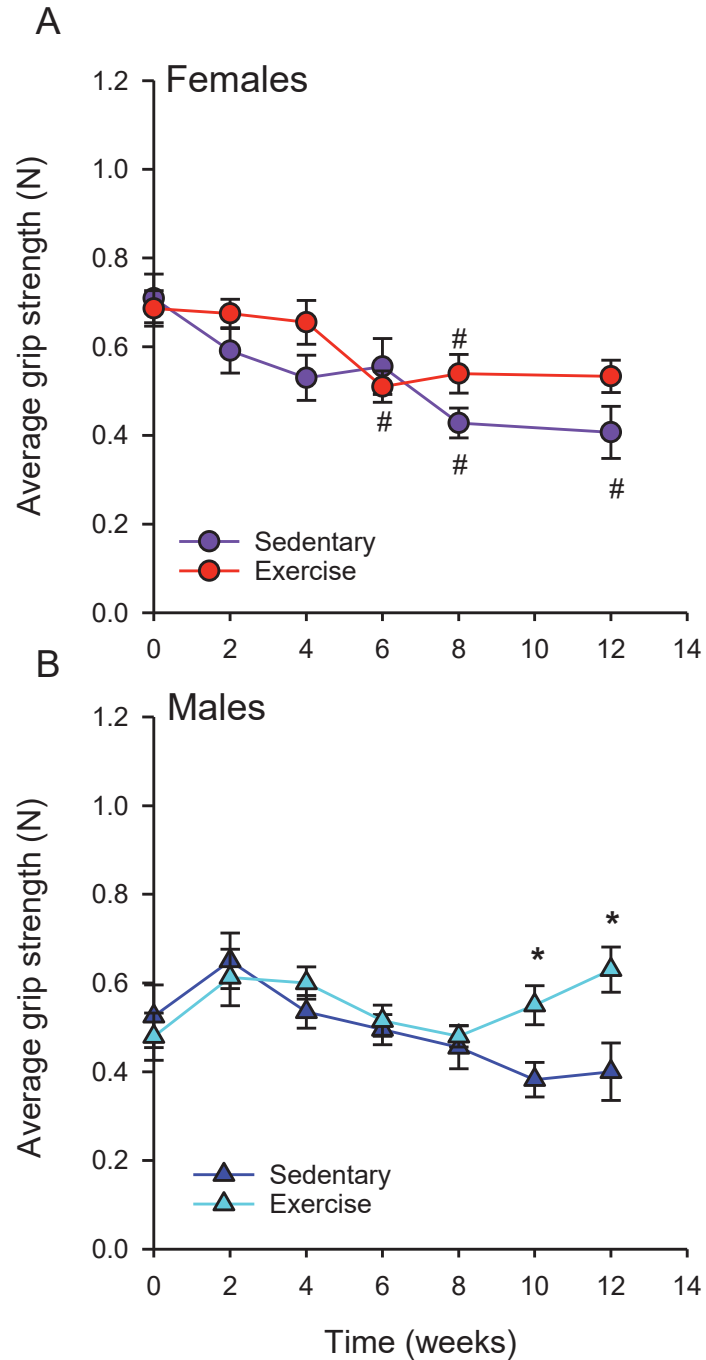 A
Females
1.2
1.0
0.8
0.6
0.4
0.2
0.0
Average grip strength (N)
#
#
#
#
Sedentary
Exercise
0 2 4 6 8 10 12 14
B
Males
1.2
1.0
0.8
0.6
0.4
0.2
0.0
Average grip strength (N)
*
*
Sedentary
Exercise
0 2 4 6 8 10 12 14
Time (weeks)